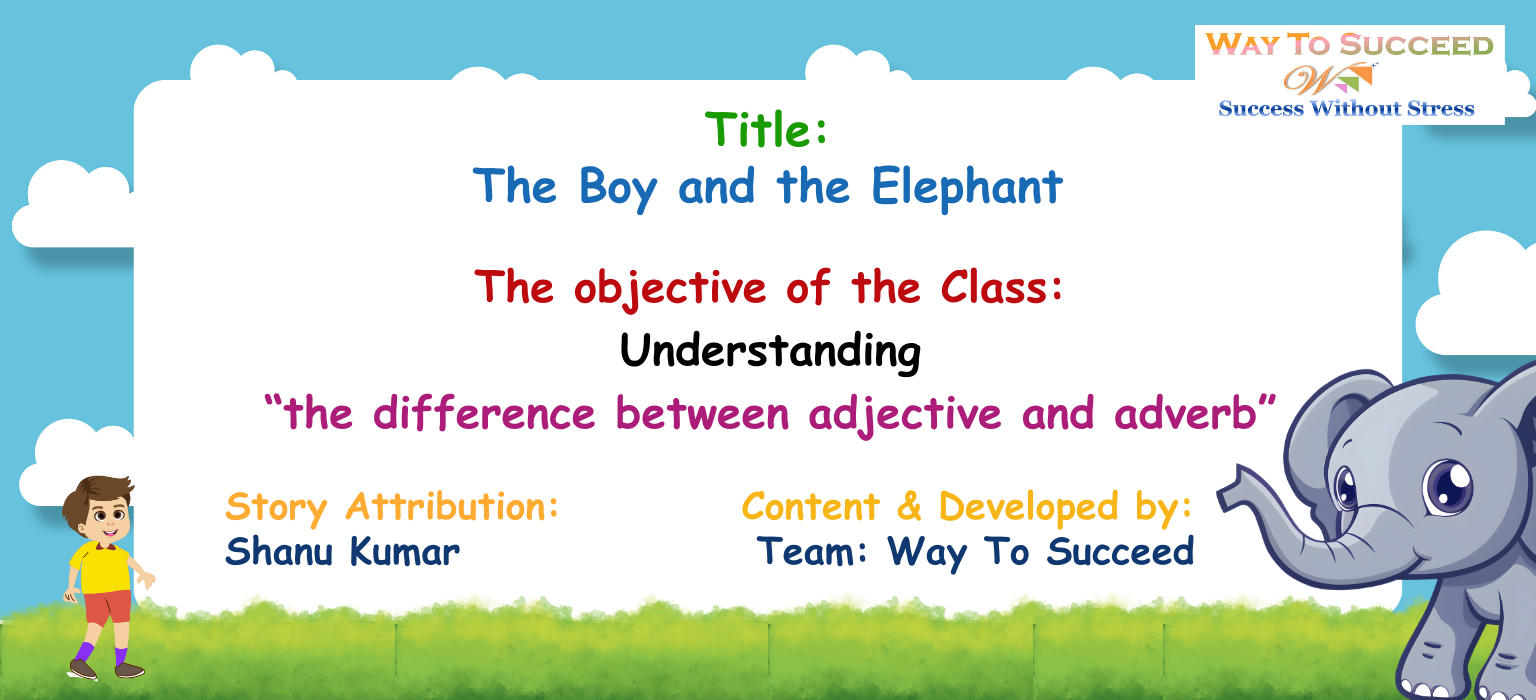 WAY TO SUCCEED
W
SUCCESS WITHOUT STRESS
Title:
The Boy and the Elephant
The objective of the Class:
Understanding
“the difference between adjective and adverb”
Story Attribution:
Shanu Kumar
Content & Developed by:
Team: Way To Succeed